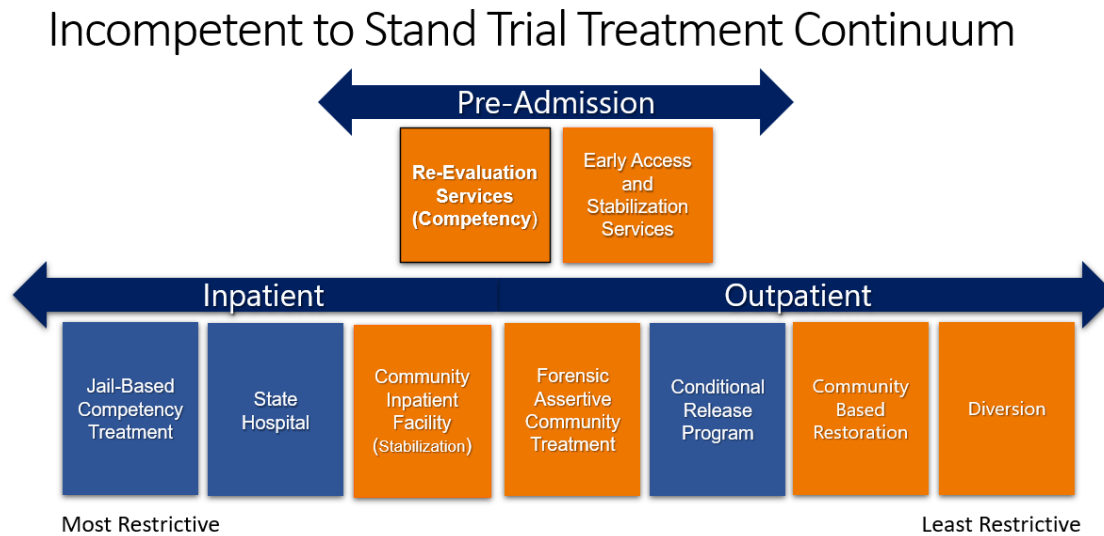 Incompetent to Stand Trial Treatment Continuum
Pre-Admission
Re-Evaluation
Services
(Competency)
Early Access
and
Stabilization
Services
Inpatient
Outpatient
Jail-Based
Competency
Treatment
State
Hospital
Community
Inpatient
Facility
(Stabilization)
Forensic
Assertive
Community
Treatment
Conditional
Release
Program
Community
Based
Restoration
Diversion
Most Restrictive
Least Restrictive